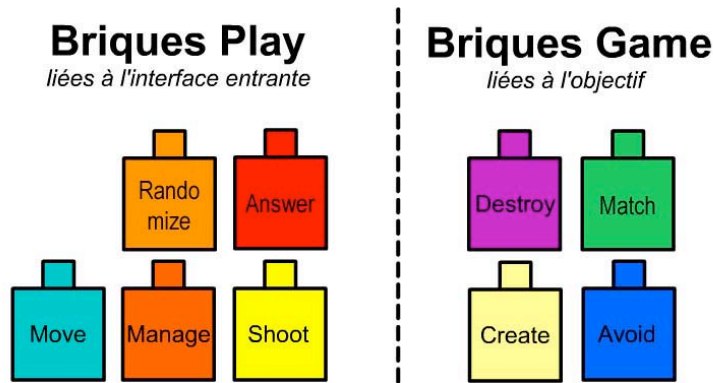 Briques Play
liées à l'interface entrante
Rando
mize
Answer
Move
Manage
Shoot
Briques Game
liées à l'objectif
Destroy
Match
Create
Avoid